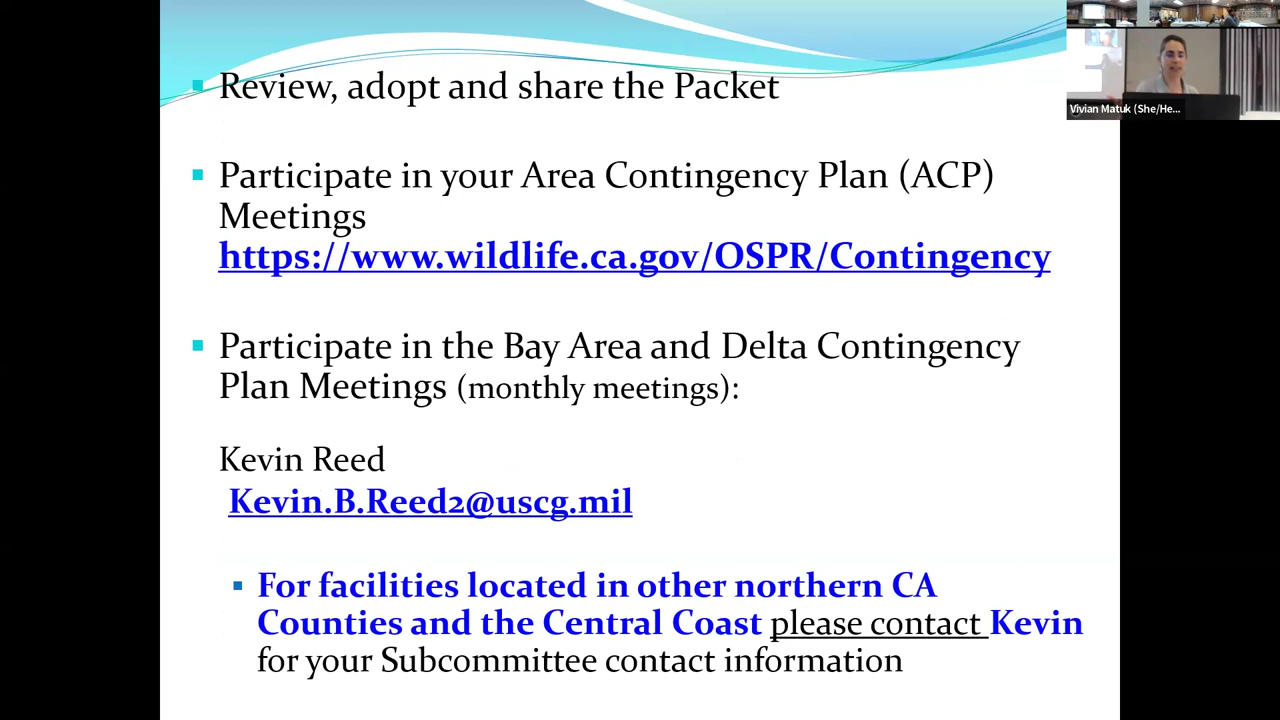 Review, adopt and share the Packet
Participate in your Area Contingency Plan (ACP)
Meetings
https://www.wildlife.ca.gov/OSPR/Contingency
Participate in the Bay Area and Delta Contingency
Plan Meetings (monthly meetings):
Kevin Reed
Kevin.B.Reed2@uscg.mil
For facilities located in other northern CA
Counties and the Central Coast please contact Kevin
for your Subcommittee contact information
Vivian Matuk (She/He...